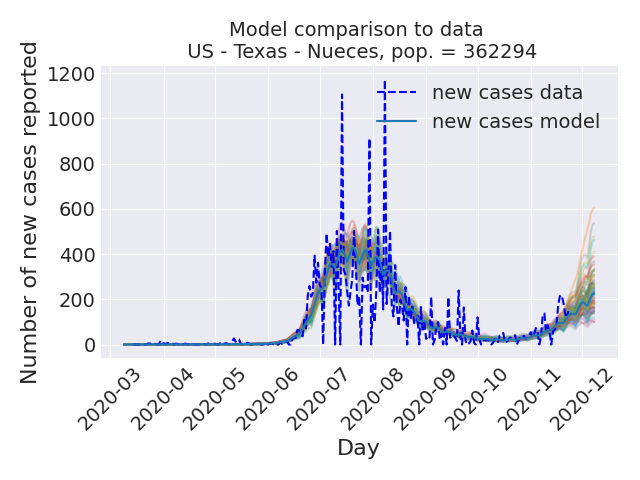 Model comparison to data
US - Texas - Nueces, pop. = 362294
Number of new cases reported
1200
1000
800
600
400
200
0
new cases data
new cases model
2020-03
2020-04
2020-05
2020-06
2020-07
2020-08
2020-09
2020-10
2020-11
2020-12
Day